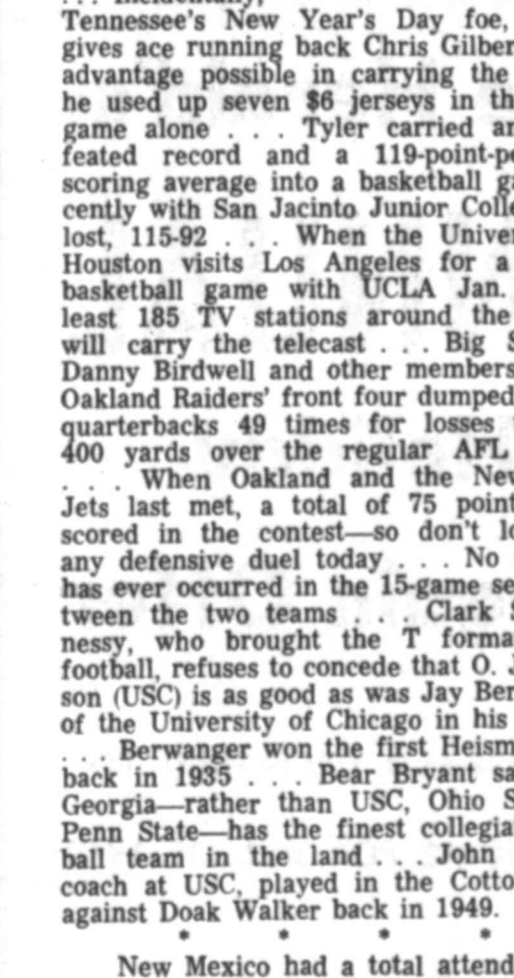 . . . Incidentally,
Tennessee's New Year's Day foe,
gives ace running back Chris Gilber
advantage possible in carrying the
he used up seven $6 jerseys in th
game alone . . . Tyler carried an
feated record and a 119-point-pe
scoring average into a basketball ga
cently with San Jacinto Junior Colle
lost, 115-92 . . . When the Univer
Houston visits Los Angeles for a
basketball game with UCLA Jan.
least 185 TV stations around the
will carry the telecast . . . Big S
Danny Birdwell and other members
Oakland Raiders' front four dumped
quarterbacks 49 times for losses
400 yards over the regular AFL
. . . When Oakland and the New
Jets last met, a total of 75 point
scored in the contest—so don't lo
any defensive duel today . . . No
has ever occurred in the 15-game se
tween the two teams . . . Clark S
nessy, who brought the T forma
football, refuses to concede that O. J
son (USC) is as good as was Jay Ber
of the University of Chicago in his
. . . Berwanger won the first Heism
back in 1935 . . . Bear Bryant sa
Georgia—rather than USC, Ohio S
Penn State—has the finest collegia
ball team in the land . . . John
coach at USC, played in the Cotto
against Doak Walker back in 1949.
* * * *
New Mexico had a total attend